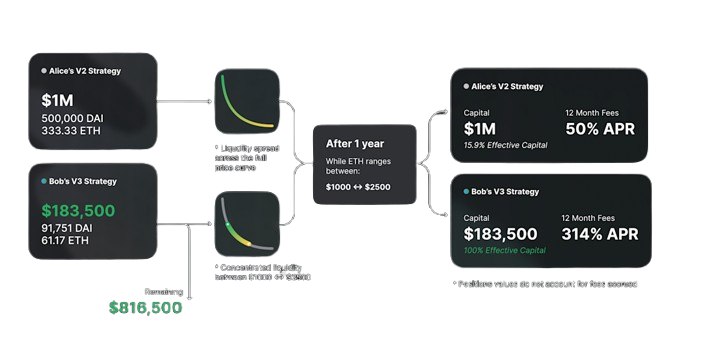 Alice's V2 Strategy
$1M
500,000 DAI
333.33 ETH
* Liquidity spread
across the full
price curve
Bob's V3 Strategy
$183,500
91,751 DAI
61.17 ETH
* Concentrated liquidity
between $1000 ↔ $2500
Remaining
$816,500
After 1 year
While ETH ranges
between:
$1000 ↔ $2500
Alice's V2 Strategy
Capital 12 Month Fees
$1M 50% APR
15.9% Effective Capital
Bob's V3 Strategy
Capital 12 Month Fees
$183,500 314% APR
100% Effective Capital
* Positions values do not account for fees accrued